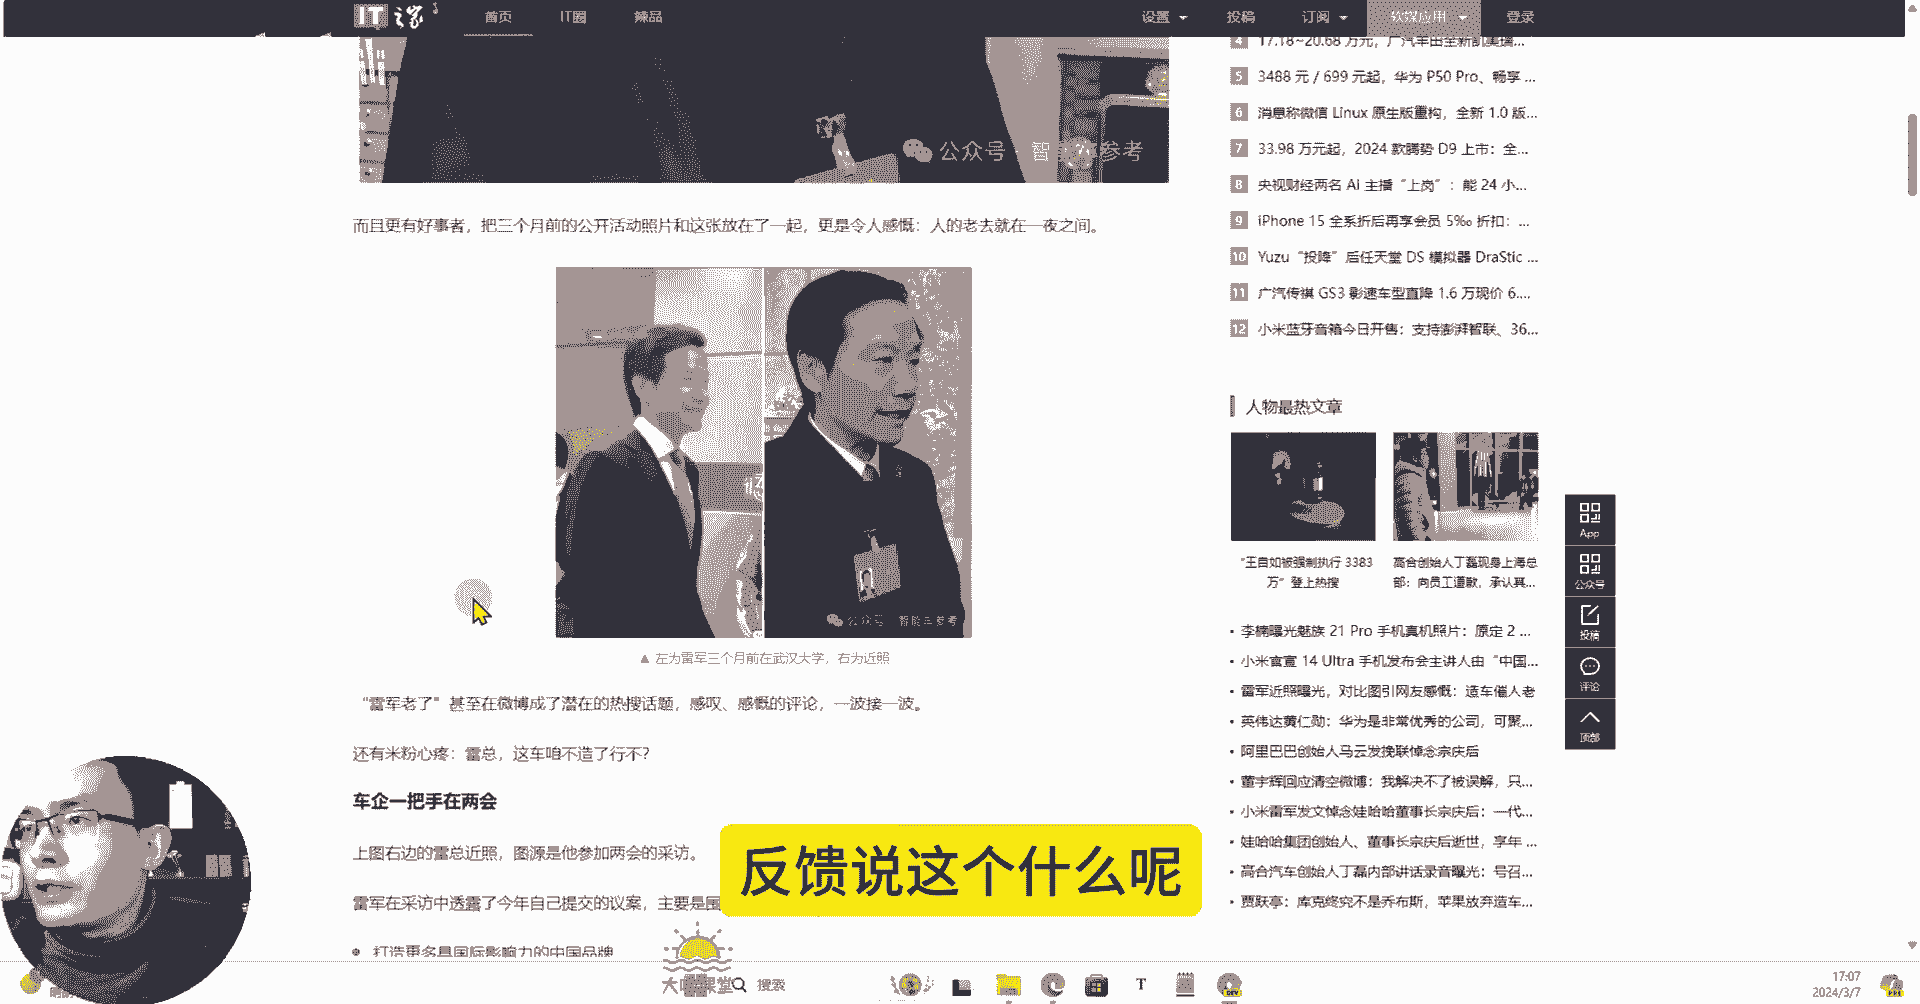 IT之家
首页 IT圈 辣品
设置 投稿 订阅 软媒应用 登录
公众号 · 智 参考
而且更有好事者，把三个月前的公开活动照片和这张放在了一起，更是令人感慨：人的老去就在一夜之间。
公众号 · 智能车参考
▲ 左为雷军三个月前在武汉大学，右为近照
“雷军老了”甚至在微博成了潜在的热搜话题，感叹、感慨的评论，一波接一波。
还有米粉心疼：雷总，这车咱不造了行不？
车企一把手在两会
上图右边的雷总近照，图源是他参加两会的采访。
雷军在采访中透露了今年自己提交的议案，主要是围
• 打造更多具国际影响力的中国品牌
反馈说这个什么呢
4 17.18~20.68 万元，广汽丰田全新凯美瑞...
5 3488 元 / 699 元起，华为 P50 Pro、畅享 ...
6 消息称微信 Linux 原生版重构，全新 1.0 版...
7 33.98 万元起，2024 款腾势 D9 上市：全...
8 央视财经两名 AI 主播“上岗”：能 24 小...
9 iPhone 15 全系折后再享会员 5‰ 折扣：...
10 Yuzu“投降”后任天堂 DS 模拟器 DraStic ...
11 广汽传祺 GS3 影速车型直降 1.6 万现价 6....
12 小米蓝牙音箱今日开售：支持澎湃智联、36...
人物最热文章
“王自如被强制执行 3383
万”登上热搜
高合创始人丁磊现身上海总
部：向员工道歉，承认真...
• 李楠曝光魅族 21 Pro 手机真机照片：原定 2 ...
• 小米官宣 14 Ultra 手机发布会主讲人由“中国...
• 雷军近照曝光，对比图引网友感慨：造车催人老
• 英伟达黄仁勋：华为是非常优秀的公司，可聚...
• 阿里巴巴创始人马云发挽联悼念宗庆后
• 董宇辉回应清空微博：我解决不了被误解，只...
• 小米雷军发文悼念娃哈哈董事长宗庆后：一代...
• 娃哈哈集团创始人、董事长宗庆后逝世，享年 ...
• 高合汽车创始人丁磊内部讲话录音曝光：号召...
• 贾跃亭：库克终究不是乔布斯，苹果放弃造车...
App
公众号
投稿
评论
顶部
搜索
17:07
2024/3/7